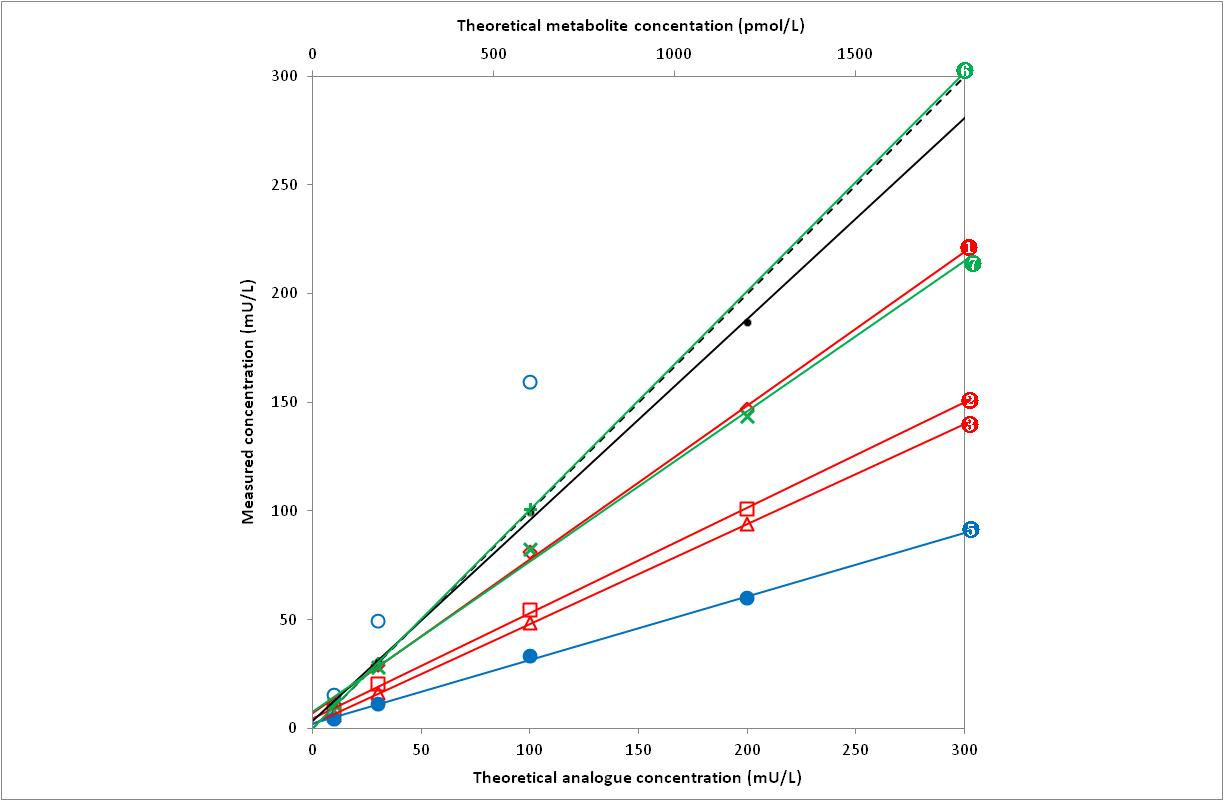 Theoretical metabolite concentation (pmol/L)
0 500 1000 1500
300
6
250
1
7
200
Measured concentration (mU/L)
150
2
3
100
5
50
0
0 50 100 150 200 250 300
Theoretical analogue concentration (mU/L)